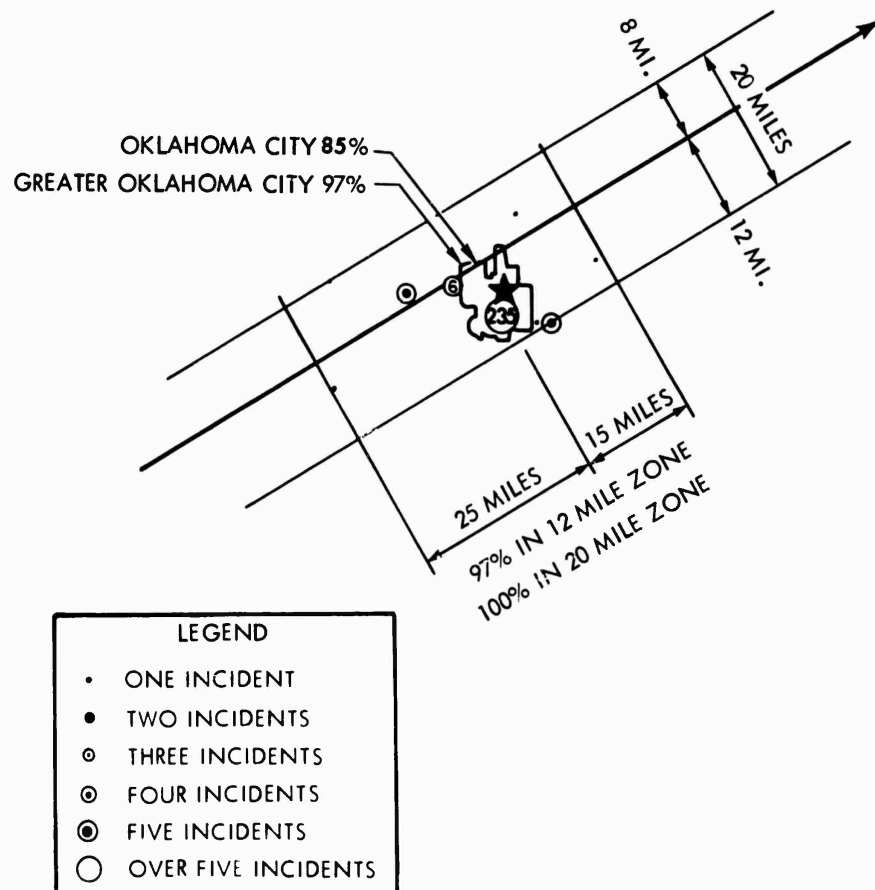 8 MI.
20 MILES
12 MI.
OKLAHOMA CITY 85%
GREATER OKLAHOMA CITY 97%
6
235
15 MILES
25 MILES
97% IN 12 MILE ZONE
100% IN 20 MILE ZONE
LEGEND
ONE INCIDENT
TWO INCIDENTS
THREE INCIDENTS
FOUR INCIDENTS
FIVE INCIDENTS
OVER FIVE INCIDENTS